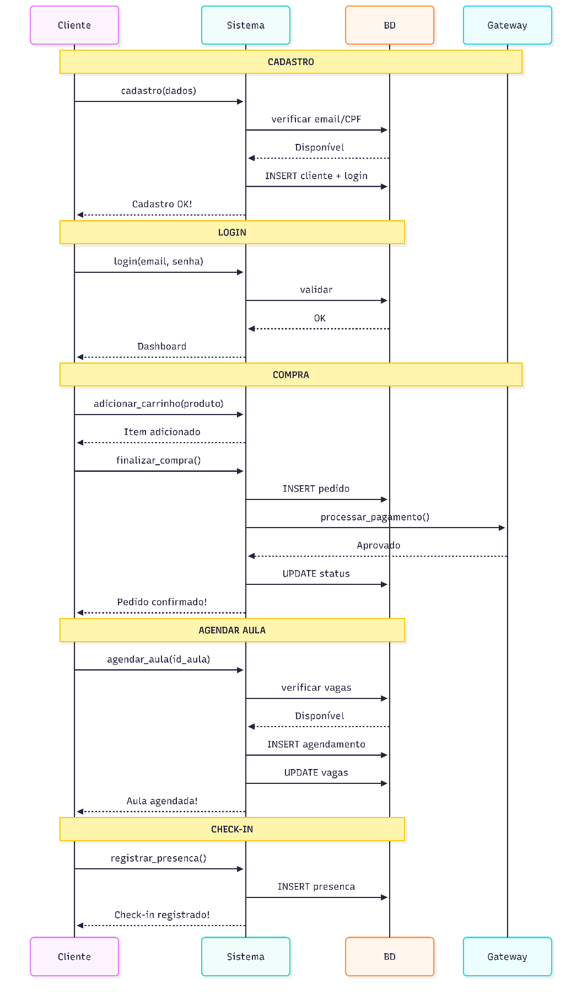 Cliente
Sistema
BD
Gateway
CADASTRO
cadastro(dados)
verificar email/CPF
Disponível
INSERT cliente + login
Cadastro OK!
LOGIN
login(email, senha)
validar
OK
Dashboard
COMPRA
adicionar_carrinho(produto)
Item adicionado
finalizar_compra()
INSERT pedido
processar_pagamento()
Aprovado
UPDATE status
Pedido confirmado!
AGENDAR AULA
agendar_aula(id_aula)
verificar vagas
Disponível
INSERT agendamento
UPDATE vagas
Aula agendada!
CHECK-IN
registrar_presenca()
INSERT presenca
Check-in registrado!
Cliente
Sistema
BD
Gateway